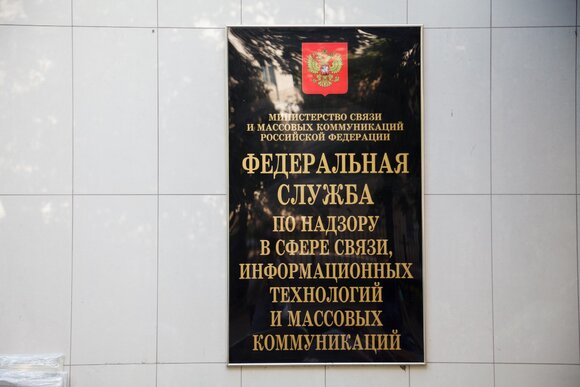 МИНИСТЕРСТВО СВЯЗИ
И МАССОВЫХ КОММУНИКАЦИЙ
РОССИЙСКОЙ ФЕДЕРАЦИИ
ФЕДЕРАЛЬНАЯ
СЛУЖБА
ПО НАДЗОРУ
В СФЕРЕ СВЯЗИ,
ИНФОРМАЦИОННЫХ
ТЕХНОЛОГИЙ
И МАССОВЫХ
КОММУНИКАЦИЙ